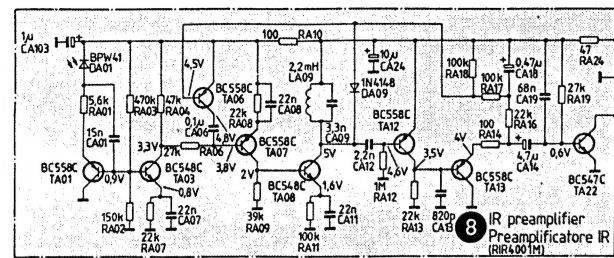 1µ
CA103
BPW41
DA01
5,6k
RA01
15n
CA01
BC558C
TA01
0,9V
150k
RA02
470k
RA03
47k
RA04
3,3V
27k
RA06
BC548C
TA03
0,8V
22k
RA07
22n
CA07
4,5V
BC558C
TA06
0,1µ
CA06
4,8V
3,8V
100
RA10
22k
RA08
22n
CA08
BC558C
TA07
2V
39k
RA09
2,2mH
LA09
3,3n
CA09
5V
BC548C
TA08
1,6V
100k
RA11
22n
CA11
10µ
CA24
1N4148
DA09
2,2n
CA12
BC558C
TA12
4,6V
1M
RA12
3,5V
22k
RA13
820p
CA13
4V
BC558C
TA13
100k
RA18
100k
RA17
0,47µ
CA18
68n
CA19
22k
RA16
100
RA14
4,7µ
CA14
0,6V
27k
RA19
47
RA24
BC547C
TA22
8
IR preamplifier
Preamplificatore IR
(RIR4001M)